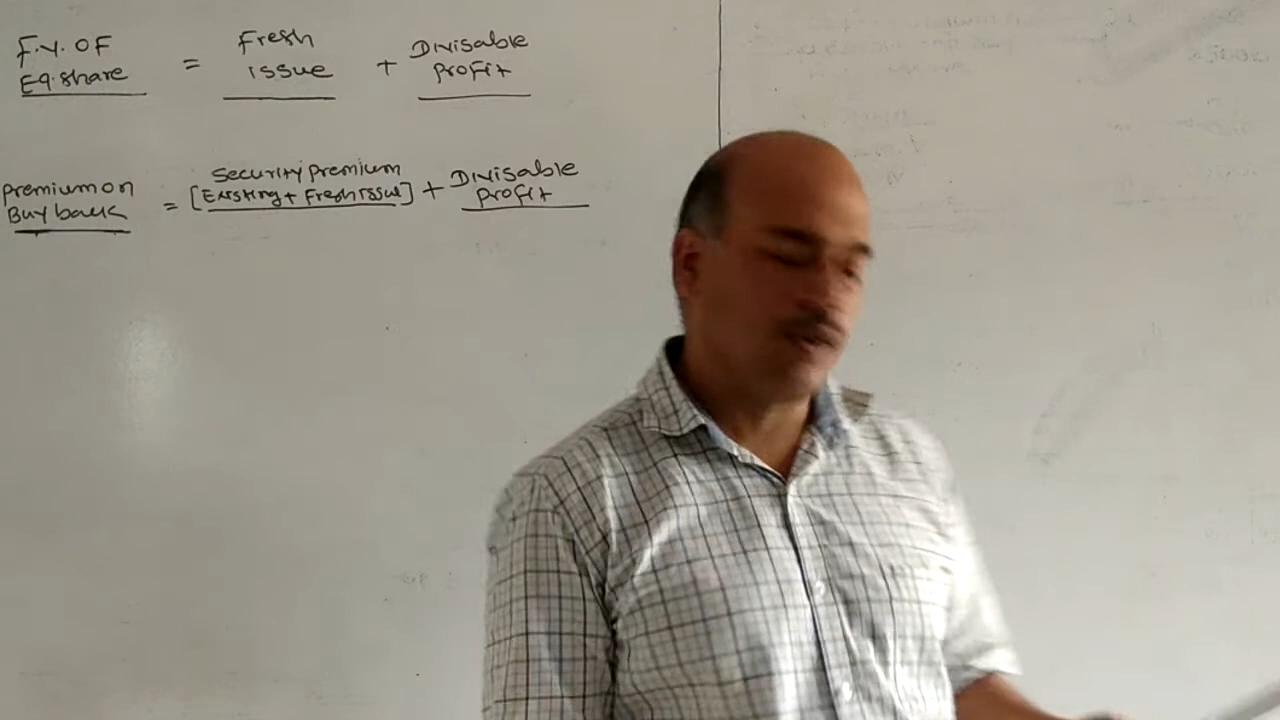 F.V. OF
Eq. share = Fresh issue + Divisable profit
Premium on
Buy back = Security premium [Existing + Fresh issue] + Divisable profit